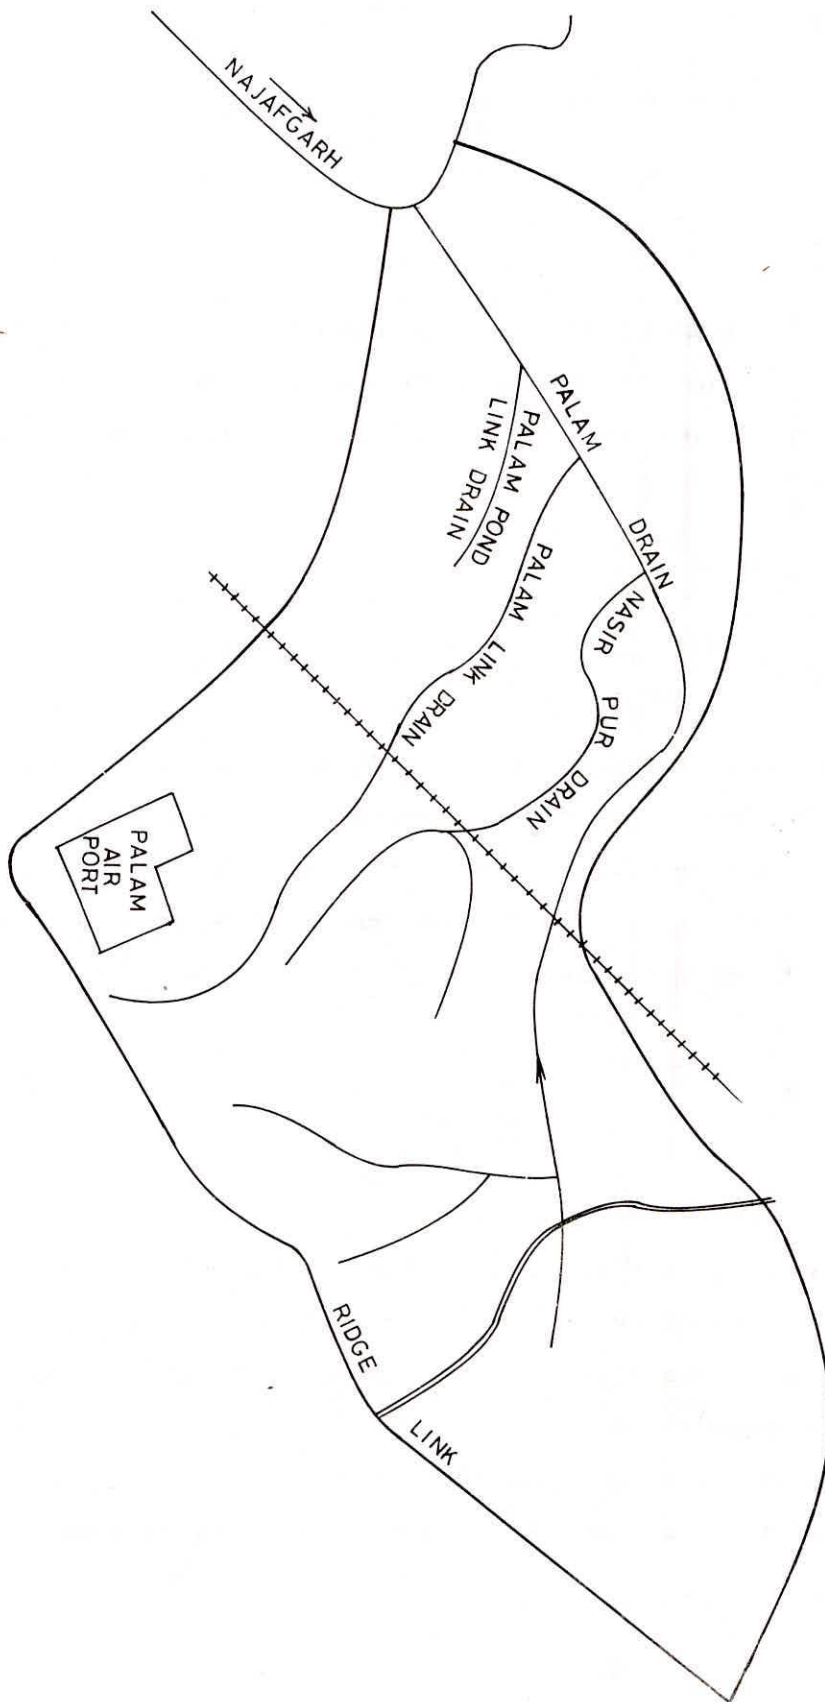 NAJAFGARH
PALAM DRAIN
PALAM POND
LINK DRAIN
PALAM LINK DRAIN
NASIR PUR DRAIN
PALAM
AIR
PORT
RIDGE LINK